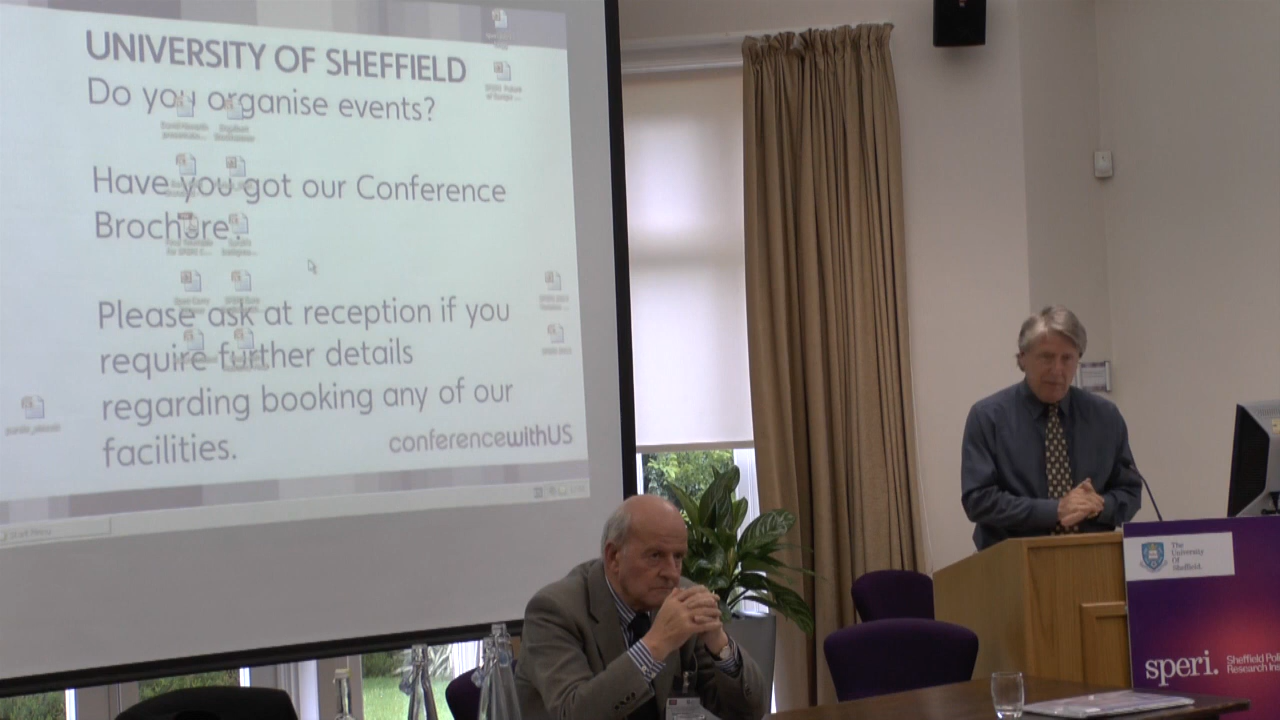 UNIVERSITY OF SHEFFIELD
Do you organise events?
Have you got our Conference
Brochure?
Please ask at reception if you
require further details
regarding booking any of our
facilities.
conferencewithUS
The
University
Of
Sheffield.
speri.
Sheffield Pol
Research Ins